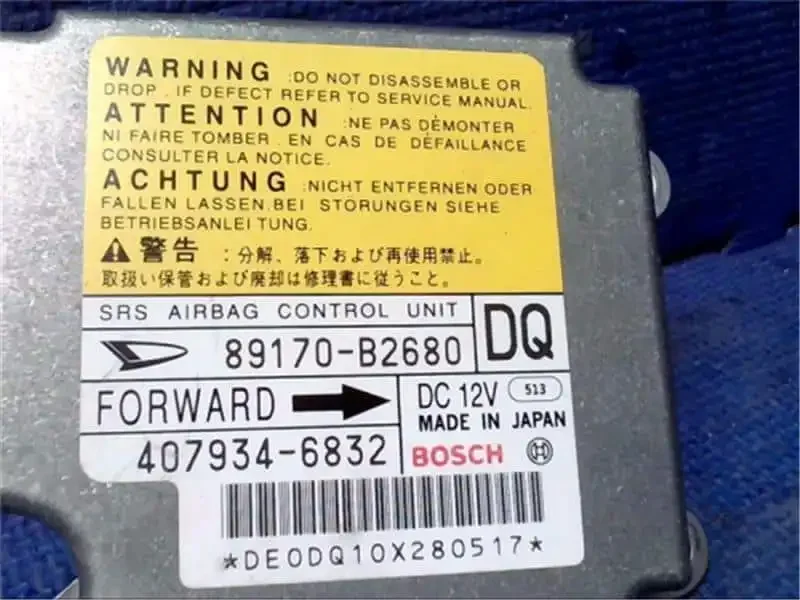 WARNING :DO NOT DISASSEMBLE OR
DROP . IF DEFECT REFER TO SERVICE MANUAL.
ATTENTION :NE PAS DÉMONTER
NI FAIRE TOMBER . EN CAS DE DÉFAILLANCE
CONSULTER LA NOTICE.
ACHTUNG :NICHT ENTFERNEN ODER
FALLEN LASSEN.BEI STÖRUNGEN SIEHE
BETRIEBSANLEITUNG.
警告 :分解、落下および再使用禁止。
取扱い保管および廃却は修理書に従うこと。
SRS AIRBAG CONTROL UNIT
DQ
89170-B2680
FORWARD
DC 12V 513
MADE IN JAPAN
407934-6832
BOSCH
*DE0DQ10X280517*